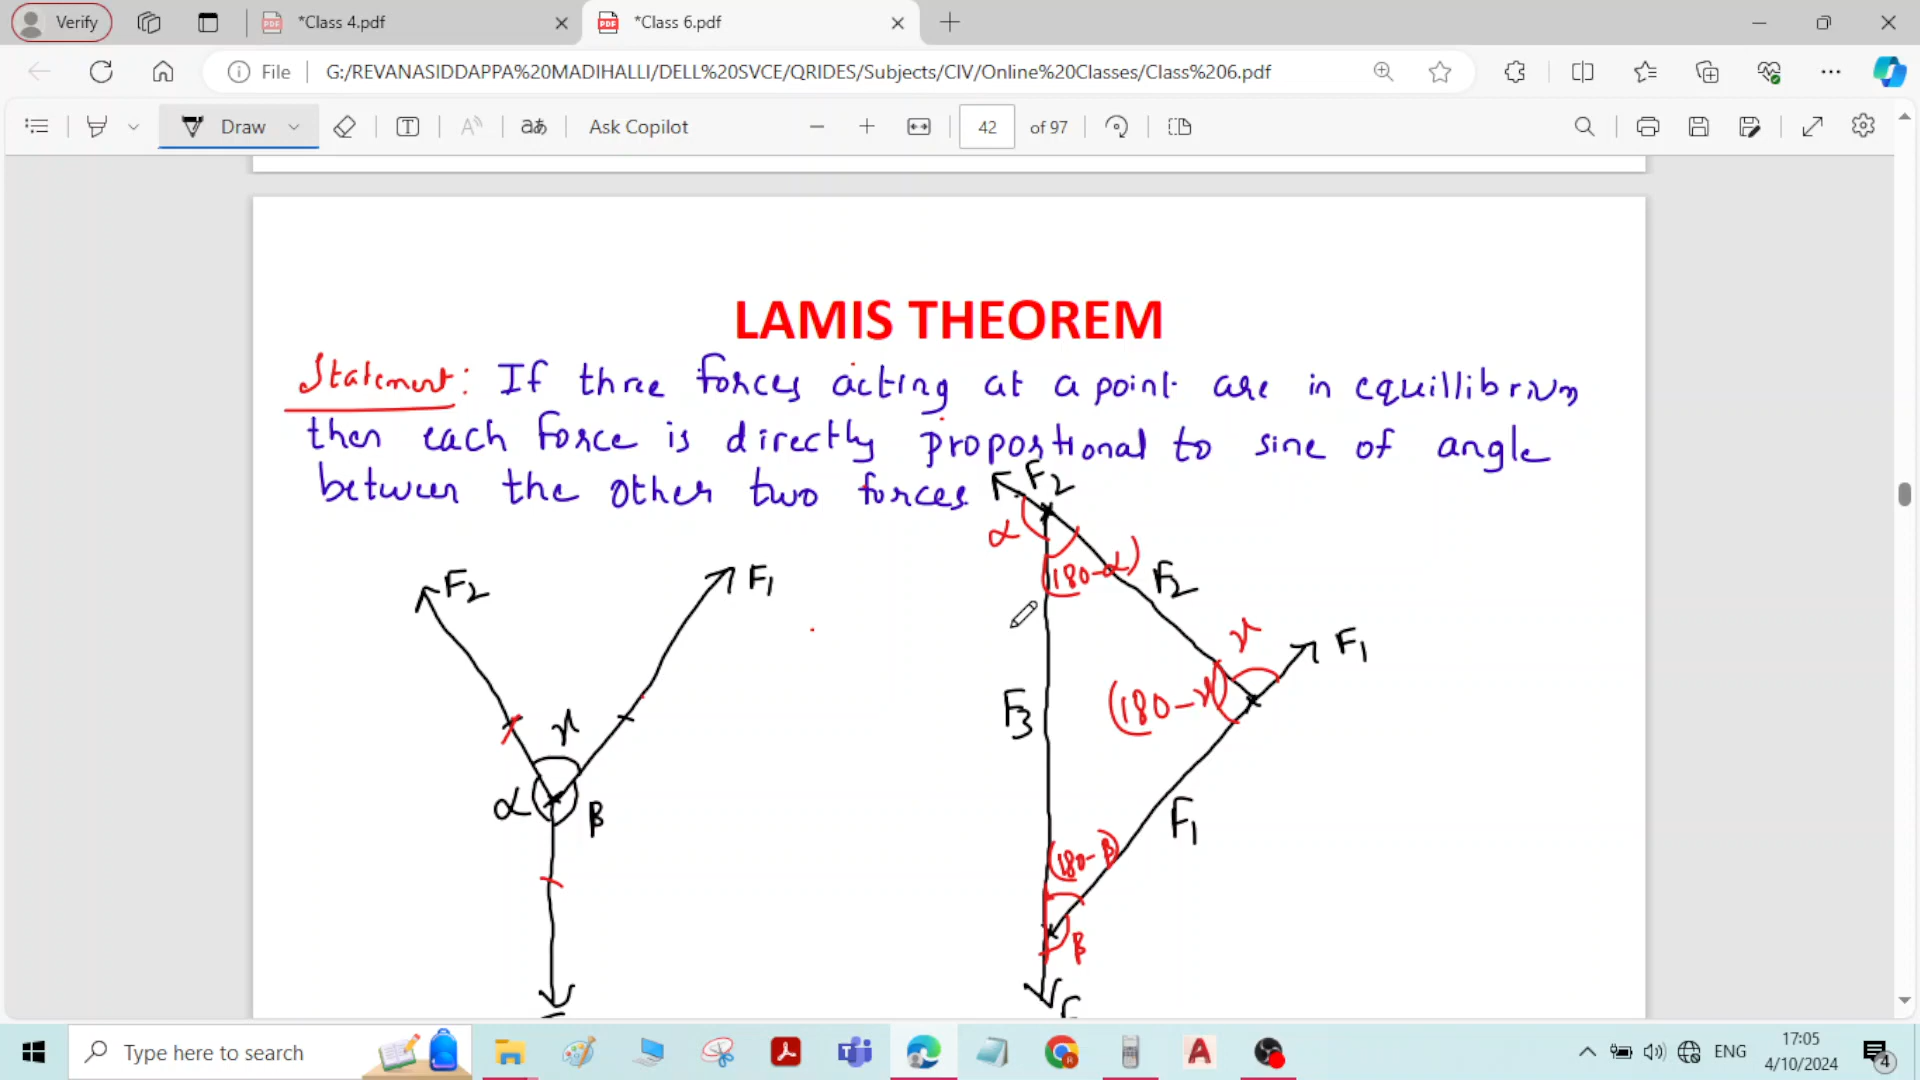 Verify
*Class 4.pdf
*Class 6.pdf
File
G:/REVANASIDDAPPA%20MADIHALLI/DELL%20SVCE/QRIDES/Subjects/CIV/Online%20Classes/Class%206.pdf
Draw
Ask Copilot
42 of 97
LAMIS THEOREM
Statement: If three forces acting at a point are in equillibrium
then each force is directly proportional to sine of angle
between the other two forces
F2
α
(180-α)
F2
F1
F2
γ
F1
(180-γ)
F3
γ
α
β
F1
(180-β)
β
F
Type here to search
ENG
17:05
4/10/2024
4